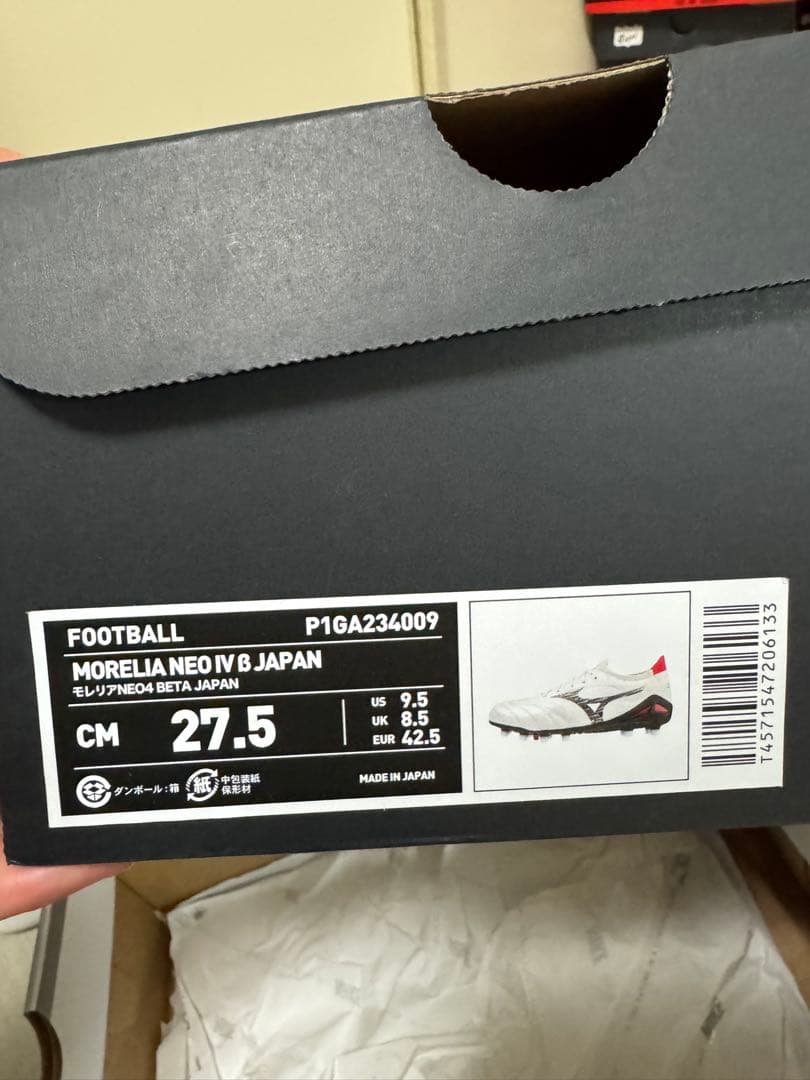 FOOTBALL P1GA234009
MORELIA NEO IV β JAPAN
モレリアNEO4 BETA JAPAN
CM 27.5
US 9.5
UK 8.5
EUR 42.5
ダンボール:箱
紙
中包装紙
保形材
MADE IN JAPAN
T4571547206133